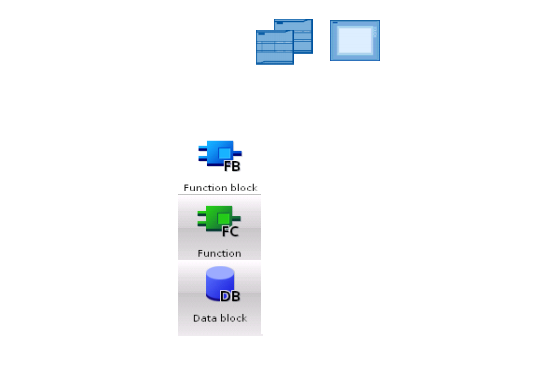 FB
Function block
FC
Function
DB
Data block